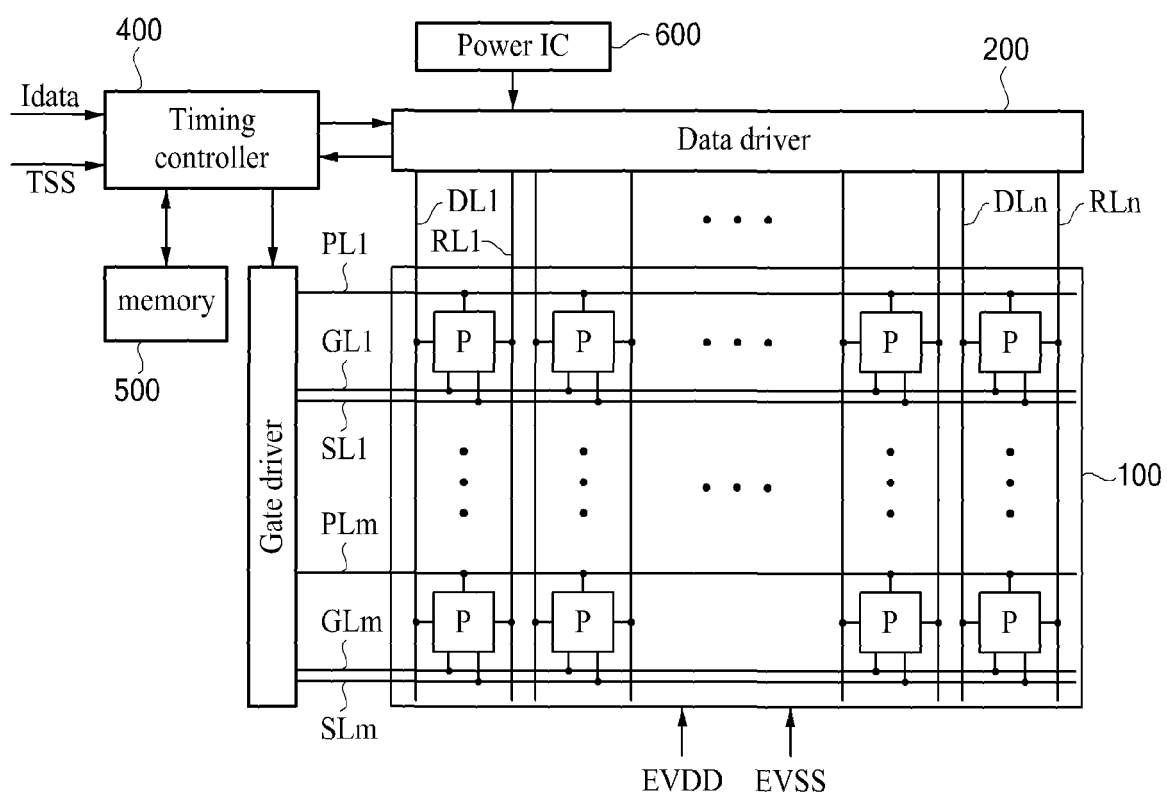 400
Power IC
600
200
Idata
Timing
controller
Data driver
TSS
DL1
RL1
DLn
RLn
PL1
memory
500
P
P
P
P
GL1
SL1
Gate driver
100
PLm
P
P
P
P
GLm
SLm
EVDD
EVSS